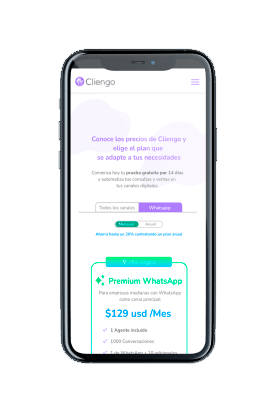 Cliengo
Conoce los precios de Cliengo y
elige el plan que
se adapte a tus necesidades
Comienza hoy tu prueba gratuita por 14 días
y automatiza tus consultas y ventas en
tus canales digitales.
Todos los canales
Whatsapp
Mensual
Anual
Ahorra hasta un 20% contratando un plan anual
Premium WhatsApp
Para empresas medianas con WhatsApp
como canal principal
$129 usd /Mes
1 Agente Incluido
1000 Conversaciones
1 de WhatsApp + 10